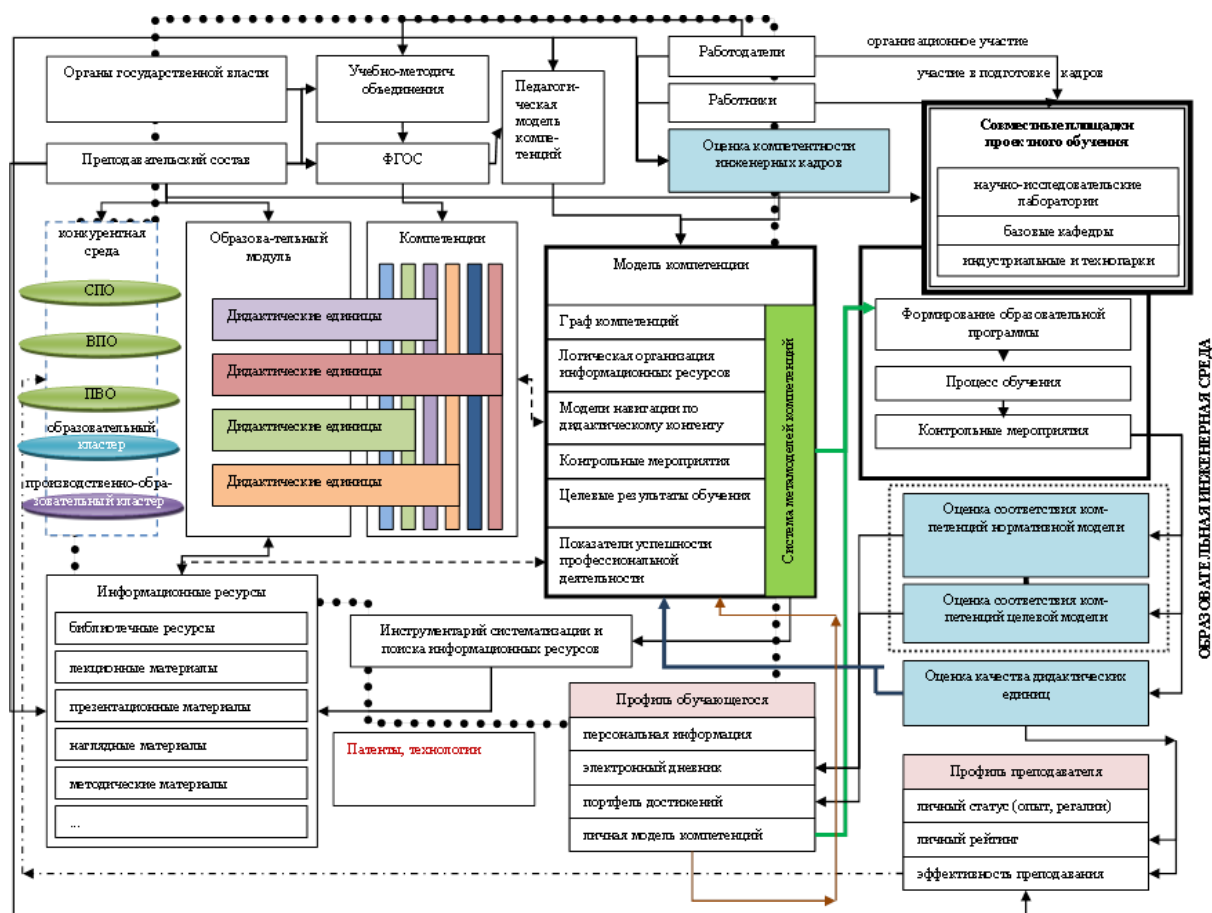 Органы государственной власти
Учебно-методич.
объединения
Педагоги-
ческая
модель
компе-
тенций
Работодатели
организационное участие
участие в подготовке кадров
Работники
Преподавательский состав
ФГОС
Оценка компетентности
инженерных кадров
Совместные площадки
проектного обучения
научно-исследовательские
лаборатории
базовые кафедры
индустриальные и технопарки
конкурентная
среда
СПО
ВПО
ПВО
образовательный
кластер
производственно-обра-
зовательный кластер
Образова-тельный
модуль
Компетенции
Дидактические единицы
Дидактические единицы
Дидактические единицы
Дидактические единицы
Модель компетенции
Граф компетенций
Логическая организация
информационных ресурсов
Модели навигации по
дидактическому контенту
Контрольные мероприятия
Целевые результаты обучения
Показатели успешности
профессиональной
деятельности
Система метамоделей компетенций
Формирование образовательной
программы
Процесс обучения
Контрольные мероприятия
ОБРАЗОВАТЕЛЬНАЯ ИНЖЕНЕРНАЯ СРЕДА
Оценка соответствия ком-
петенций нормативной модели
Оценка соответствия ком-
петенций целевой модели
Оценка качества дидактических
единиц
Информационные ресурсы
библиотечные ресурсы
лекционные материалы
презентационные материалы
наглядные материалы
методические материалы
...
Инструментарий систематизации и
поиска информационных ресурсов
Патенты, технологии
Профиль обучающегося
персональная информация
электронный дневник
портфель достижений
личная модель компетенций
Профиль преподавателя
личный статус (опыт, регалии)
личный рейтинг
эффективность преподавания